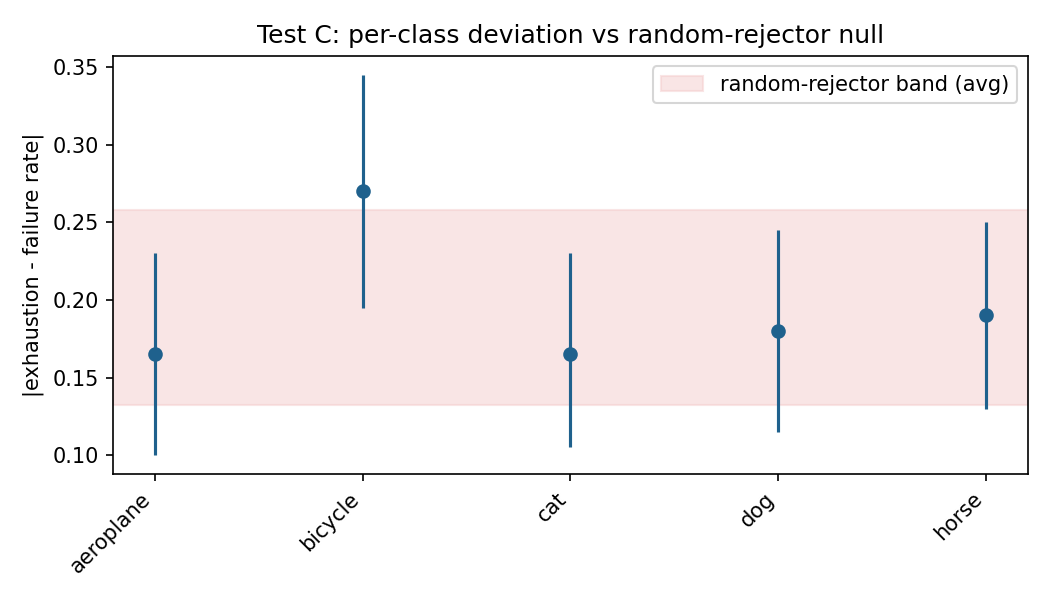 Test C: per-class deviation vs random-rejector null
random-rejector band (avg)
|exhaustion - failure rate|
0.35
0.30
0.25
0.20
0.15
0.10
aeroplane
bicycle
cat
dog
horse